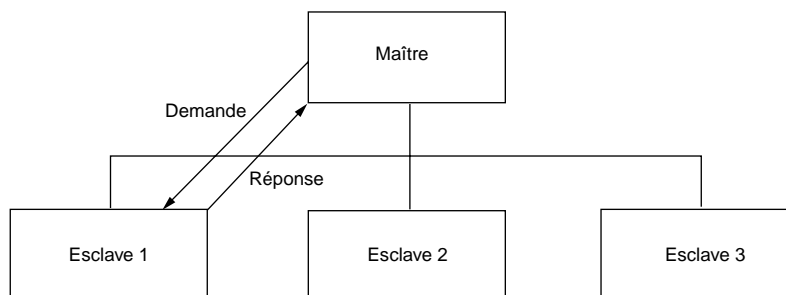 Maître
Demande
Réponse
Esclave 1
Esclave 2
Esclave 3